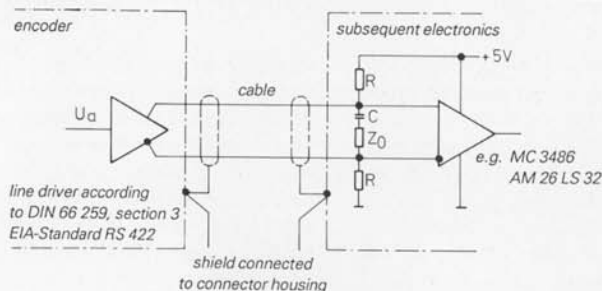 encoder
subsequent electronics
+5V
R
cable
C
Ua
Z0
e.g. MC 3486
AM 26 LS 32
R
line driver according
to DIN 66 259, section 3
EIA-Standard RS 422
shield connected
to connector housing